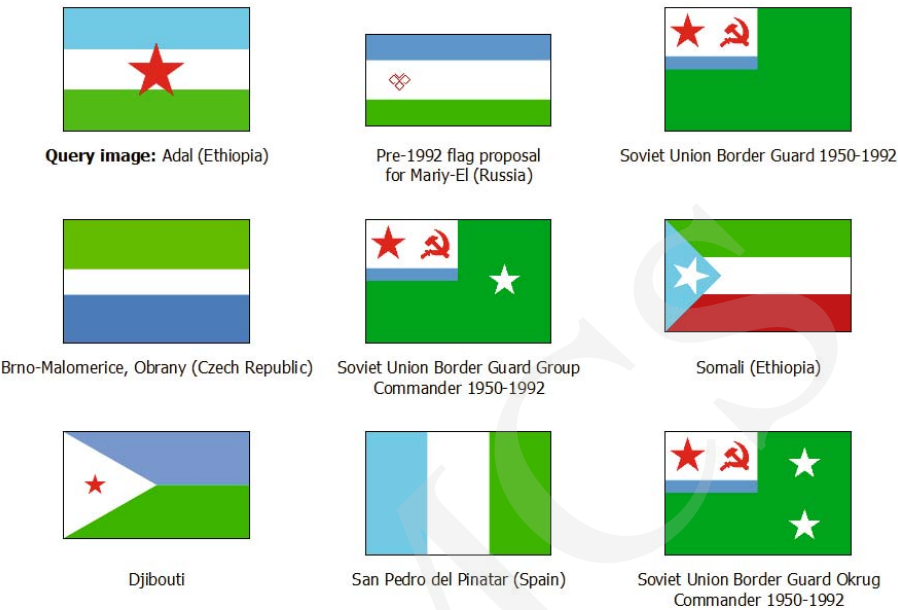 Query image: Adal (Ethiopia)
Pre-1992 flag proposal
for Mariy-El (Russia)
Soviet Union Border Guard 1950-1992
Brno-Malomerice, Obrany (Czech Republic)
Soviet Union Border Guard Group
Commander 1950-1992
Somali (Ethiopia)
Djibouti
San Pedro del Pinatar (Spain)
Soviet Union Border Guard Okrug
Commander 1950-1992